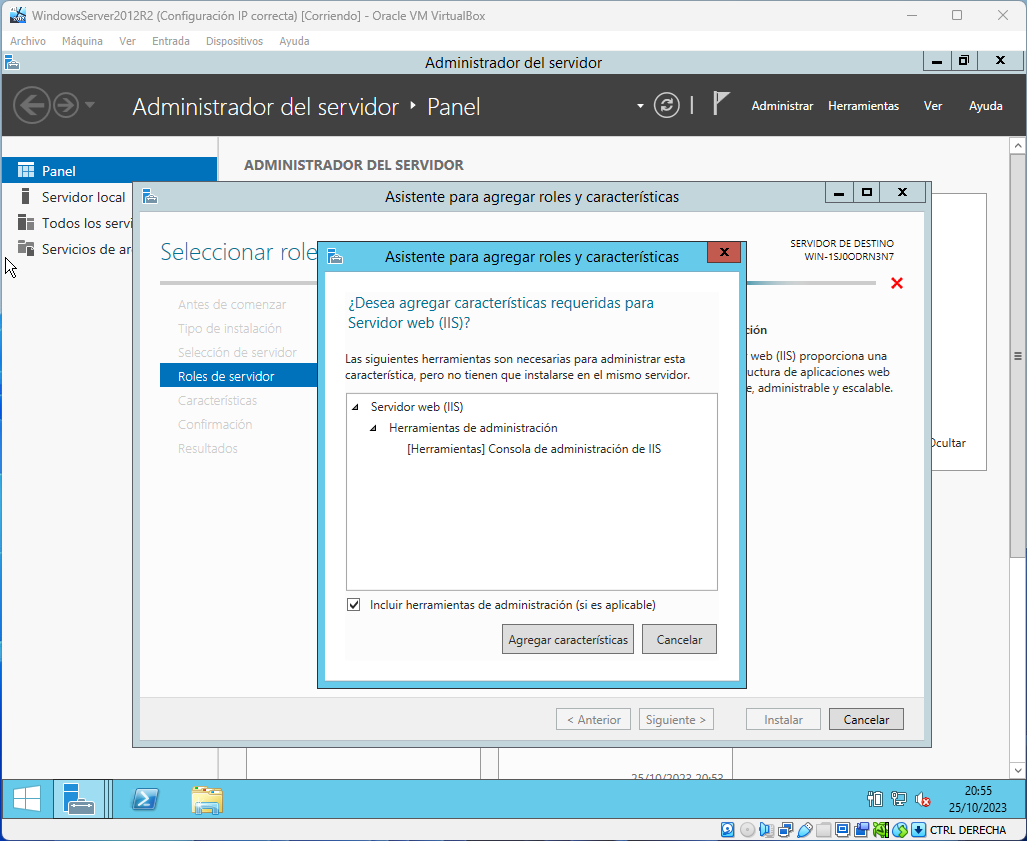 WindowsServer2012R2 (Configuración IP correcta) [Corriendo] - Oracle VM VirtualBox
Archivo Máquina Ver Entrada Dispositivos Ayuda
Administrador del servidor
Administrador del servidor Panel
Administrar Herramientas Ver Ayuda
Panel
Servidor local
Todos los servi
Servicios de ar
ADMINISTRADOR DEL SERVIDOR
Asistente para agregar roles y características
Seleccionar role
SERVIDOR DE DESTINO
WIN-1SJ0ODRN3N7
Antes de comenzar
Tipo de instalación
Selección de servidor
Roles de servidor
Características
Confirmación
Resultados
ción
web (IIS) proporciona una
uctura de aplicaciones web
e, administrable y escalable.
Ocultar
Asistente para agregar roles y características
¿Desea agregar características requeridas para
Servidor web (IIS)?
Las siguientes herramientas son necesarias para administrar esta
característica, pero no tienen que instalarse en el mismo servidor.
Servidor web (IIS)
Herramientas de administración
[Herramientas] Consola de administración de IIS
Incluir herramientas de administración (si es aplicable)
Agregar características Cancelar
< Anterior Siguiente > Instalar Cancelar
25/10/2023 20:53
20:55
25/10/2023
CTRL DERECHA